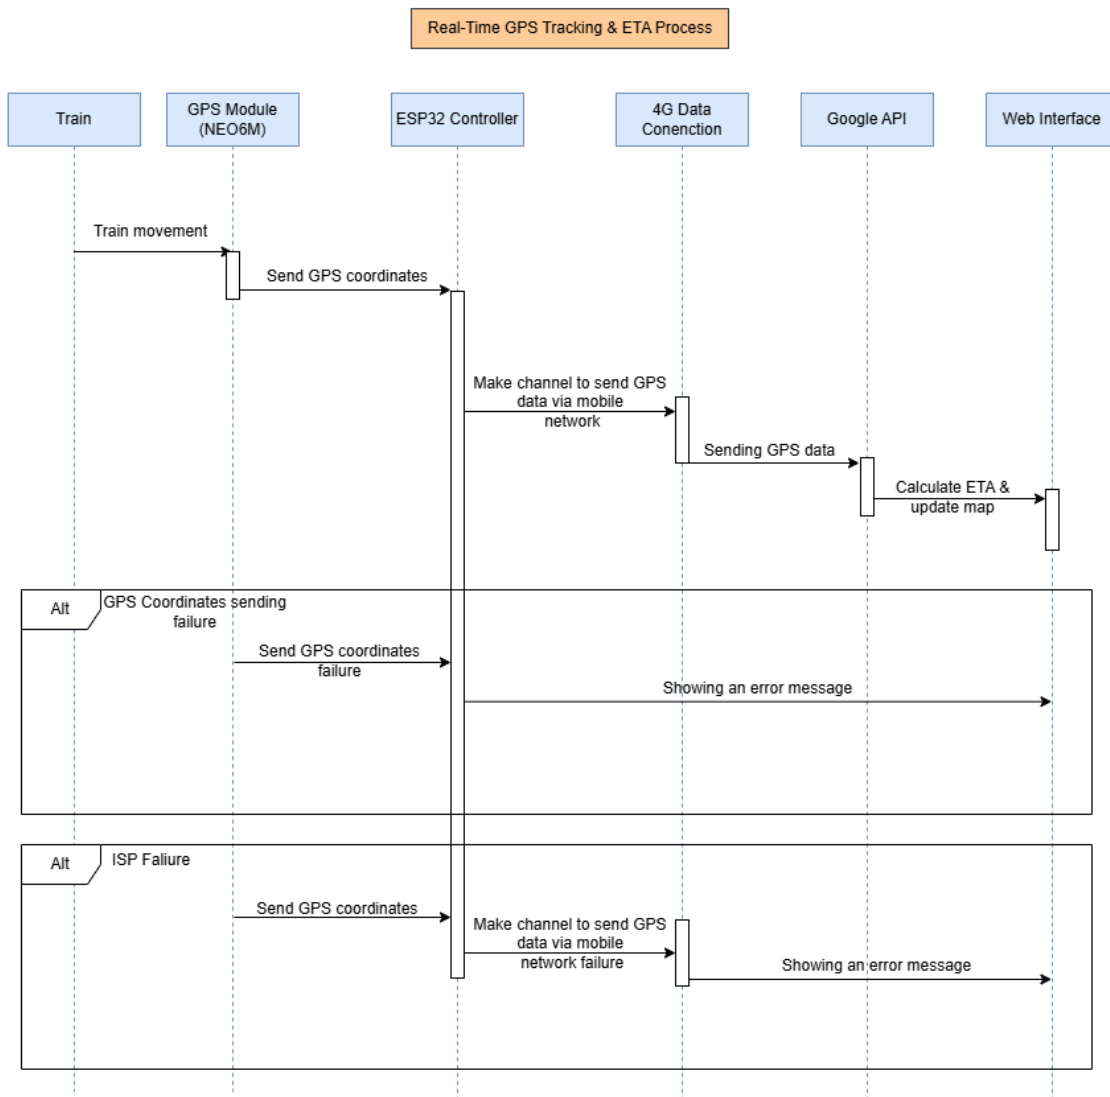 Real-Time GPS Tracking & ETA Process
Train
GPS Module
(NEO6M)
ESP32 Controller
4G Data
Conenction
Google API
Web Interface
Train movement
Send GPS coordinates
Make channel to send GPS
data via mobile
network
Sending GPS data
Calculate ETA &
update map
Alt
GPS Coordinates sending
failure
Send GPS coordinates
failure
Showing an error message
Alt
ISP Faliure
Send GPS coordinates
Make channel to send GPS
data via mobile
network failure
Showing an error message